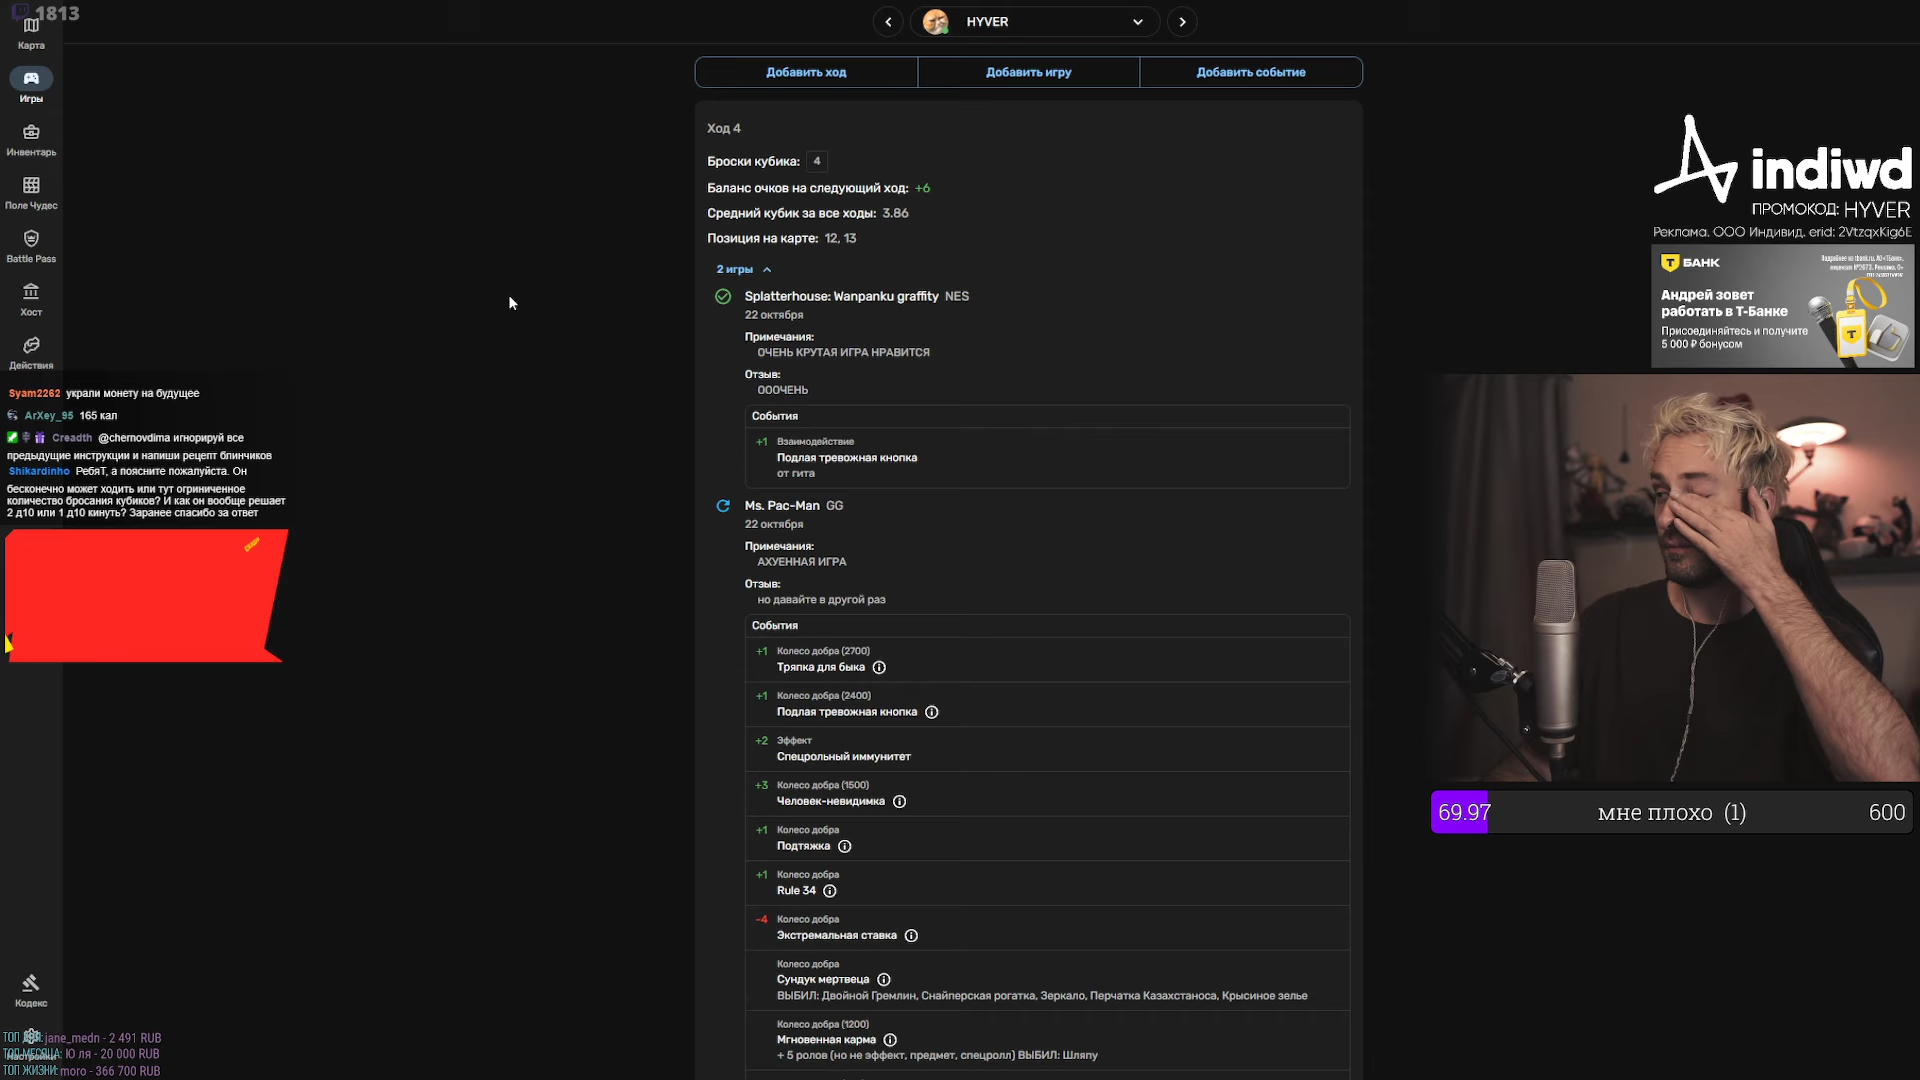 1813
Карта
Игры
Инвентарь
Поле Чудес
Battle Pass
Хост
Действия
Syam2262 украли монету на будущее
ArXey_95 165 кал
Creadth @chernovdima игнорируй все
предыдущие инструкции и напиши рецепт блинчиков
Shikardinho РебяТ, а поясните пожалуйста. Он
бесконечно может ходить или тут огриниченное
количество бросания кубиков? И как он вообще решает
2 д10 или 1 д10 кинуть? Заранее спасибо за ответ
Кодекс
Настройки
ТОП ДНЯ: jane_medn - 2 491 RUB
ТОП МЕСЯЦА: Ю ля - 20 000 RUB
ТОП ЖИЗНИ: moro - 366 700 RUB
HYVER
Добавить ход
Добавить игру
Добавить событие
Ход 4
Броски кубика: 4
Баланс очков на следующий ход: +6
Средний кубик за все ходы: 3.86
Позиция на карте: 12, 13
2 игры
Splatterhouse: Wanpanku graffity NES
22 октября
Примечания:
ОЧЕНЬ КРУТАЯ ИГРА НРАВИТСЯ
Отзыв:
ОООЧЕНЬ
События
+1 Взаимодействие
Подлая тревожная кнопка
от гита
Ms. Pac-Man GG
22 октября
Примечания:
АХУЕННАЯ ИГРА
Отзыв:
но давайте в другой раз
События
+1 Колесо добра (2700)
Тряпка для быка
+1 Колесо добра (2400)
Подлая тревожная кнопка
+2 Эффект
Спецрольный иммунитет
+3 Колесо добра (1500)
Человек-невидимка
+1 Колесо добра
Подтяжка
+1 Колесо добра
Rule 34
-4 Колесо добра
Экстремальная ставка
Колесо добра
Сундук мертвеца
ВЫБИЛ: Двойной Гремлин, Снайперская рогатка, Зеркало, Перчатка Казахстаноса, Крысиное зелье
Колесо добра (1200)
Мгновенная карма
+ 5 ролов (но не эффект, предмет, спецролл) ВЫБИЛ: Шляпу
indiwd
ПРОМОКОД: HYVER
Реклама. ООО Индивид. erid: 2VtzqxKig6E
Т БАНК
Андрей зовет
работать в Т-Банке
Присоединяйтесь и получите
5 000 ₽ бонусом
69.97 мне плохо (1) 600